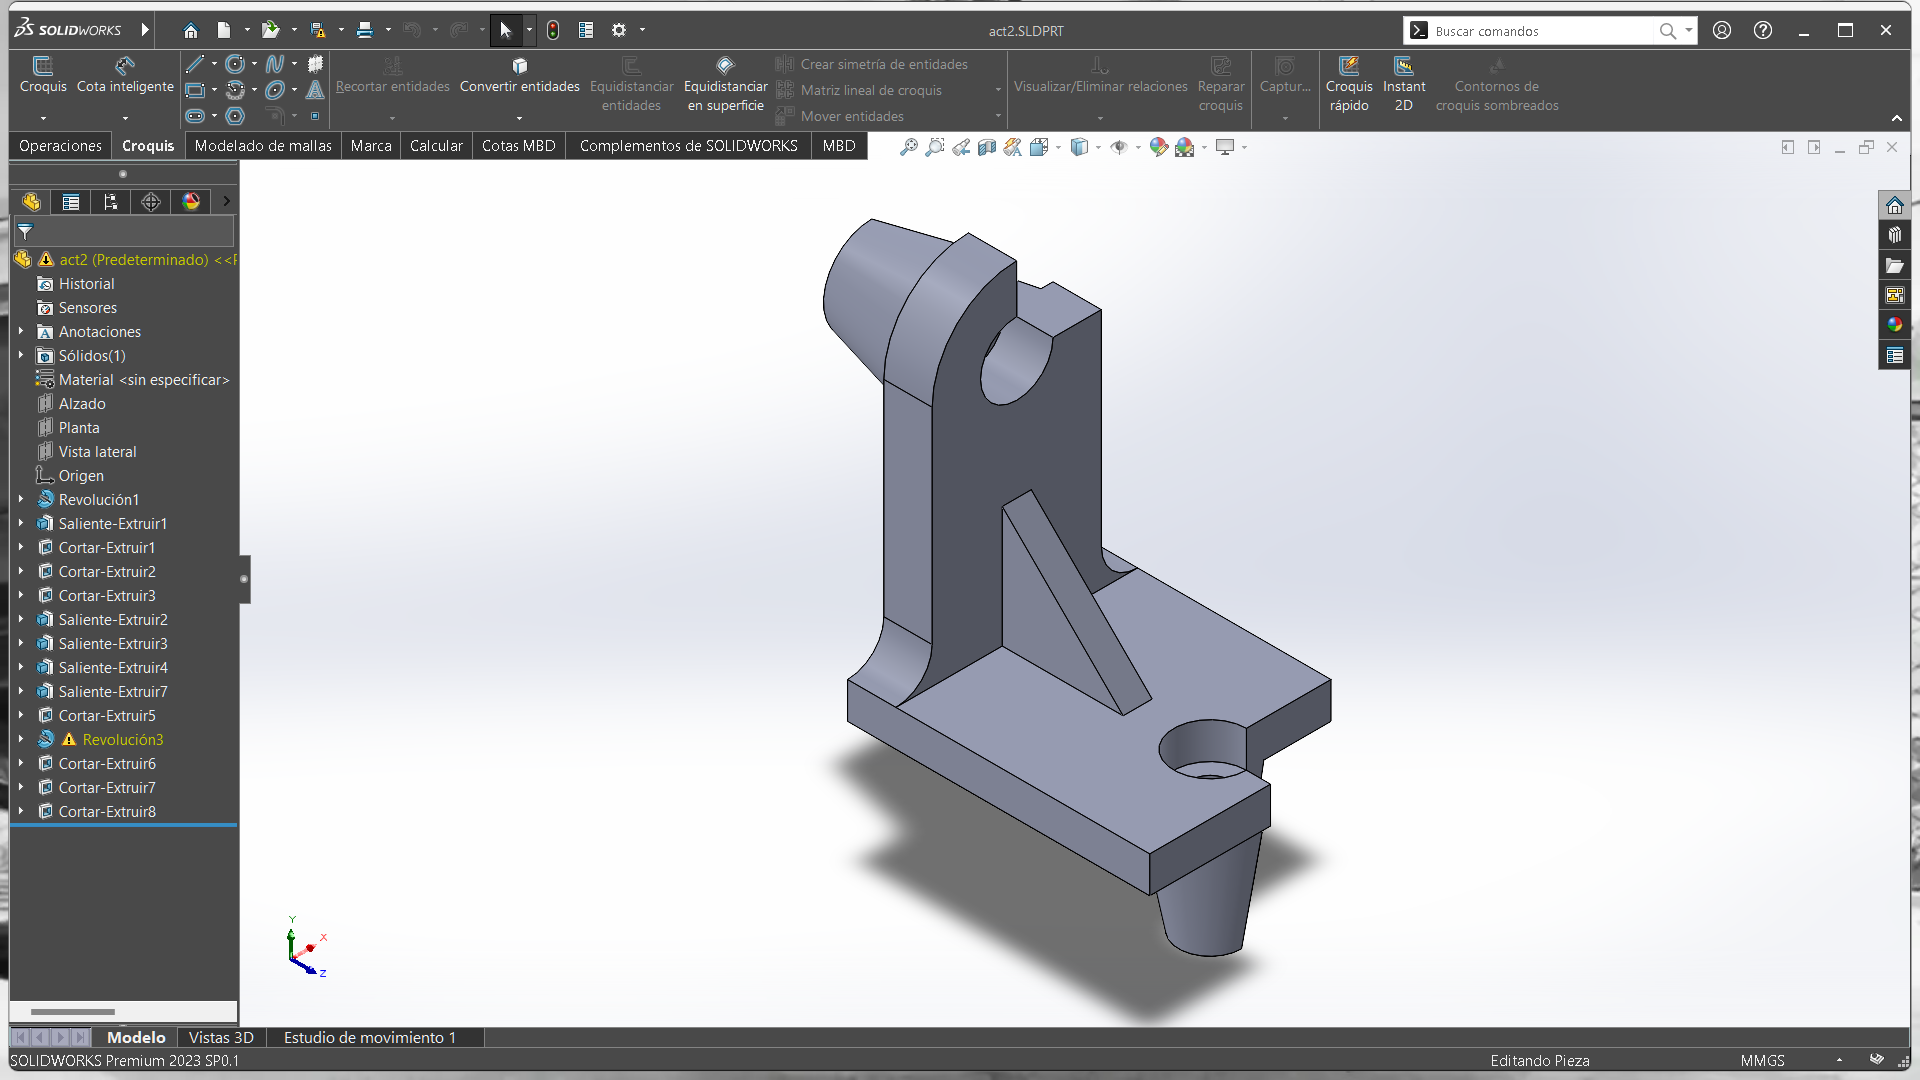 SOLIDWORKS
act2.SLDPRT
Buscar comandos
Croquis
Cota inteligente
Recortar entidades
Convertir entidades
Equidistanciar entidades
Equidistanciar en superficie
Crear simetría de entidades
Matriz lineal de croquis
Mover entidades
Visualizar/Eliminar relaciones
Reparar croquis
Captur...
Croquis rápido
Instant 2D
Contornos de croquis sombreados
Operaciones
Croquis
Modelado de mallas
Marca
Calcular
Cotas MBD
Complementos de SOLIDWORKS
MBD
act2 (Predeterminado) <<
Historial
Sensores
Anotaciones
Sólidos(1)
Material <sin especificar>
Alzado
Planta
Vista lateral
Origen
Revolución1
Saliente-Extruir1
Cortar-Extruir1
Cortar-Extruir2
Cortar-Extruir3
Saliente-Extruir2
Saliente-Extruir3
Saliente-Extruir4
Saliente-Extruir7
Cortar-Extruir5
Revolución3
Cortar-Extruir6
Cortar-Extruir7
Cortar-Extruir8
Y
X
Z
Modelo
Vistas 3D
Estudio de movimiento 1
SOLIDWORKS Premium 2023 SP0.1
Editando Pieza
MMGS